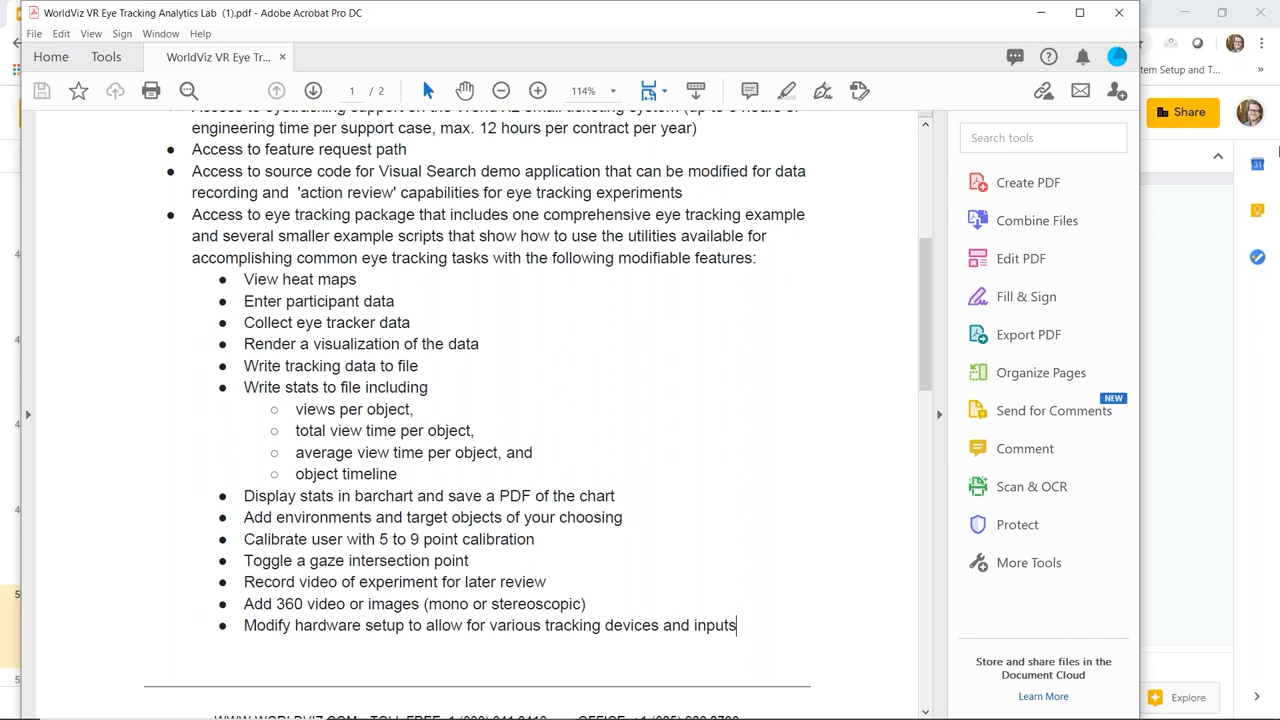 WorldViz VR Eye Tracking Analytics Lab (1).pdf - Adobe Acrobat Pro DC
File Edit View Sign Window Help
Home Tools WorldViz VR Eye Tr... ×
1 / 2 114%
tem Setup and T...
Share
engineering time per support case, max. 12 hours per contract per year)
● Access to feature request path
● Access to source code for Visual Search demo application that can be modified for data
recording and 'action review' capabilities for eye tracking experiments
● Access to eye tracking package that includes one comprehensive eye tracking example
and several smaller example scripts that show how to use the utilities available for
accomplishing common eye tracking tasks with the following modifiable features:
● View heat maps
● Enter participant data
● Collect eye tracker data
● Render a visualization of the data
● Write tracking data to file
● Write stats to file including
○ views per object,
○ total view time per object,
○ average view time per object, and
○ object timeline
● Display stats in barchart and save a PDF of the chart
● Add environments and target objects of your choosing
● Calibrate user with 5 to 9 point calibration
● Toggle a gaze intersection point
● Record video of experiment for later review
● Add 360 video or images (mono or stereoscopic)
● Modify hardware setup to allow for various tracking devices and inputs
Search tools
Create PDF
Combine Files
Edit PDF
Fill & Sign
Export PDF
Organize Pages
NEW
Send for Comments
Comment
Scan & OCR
Protect
More Tools
Store and share files in the
Document Cloud
Learn More
Explore
31